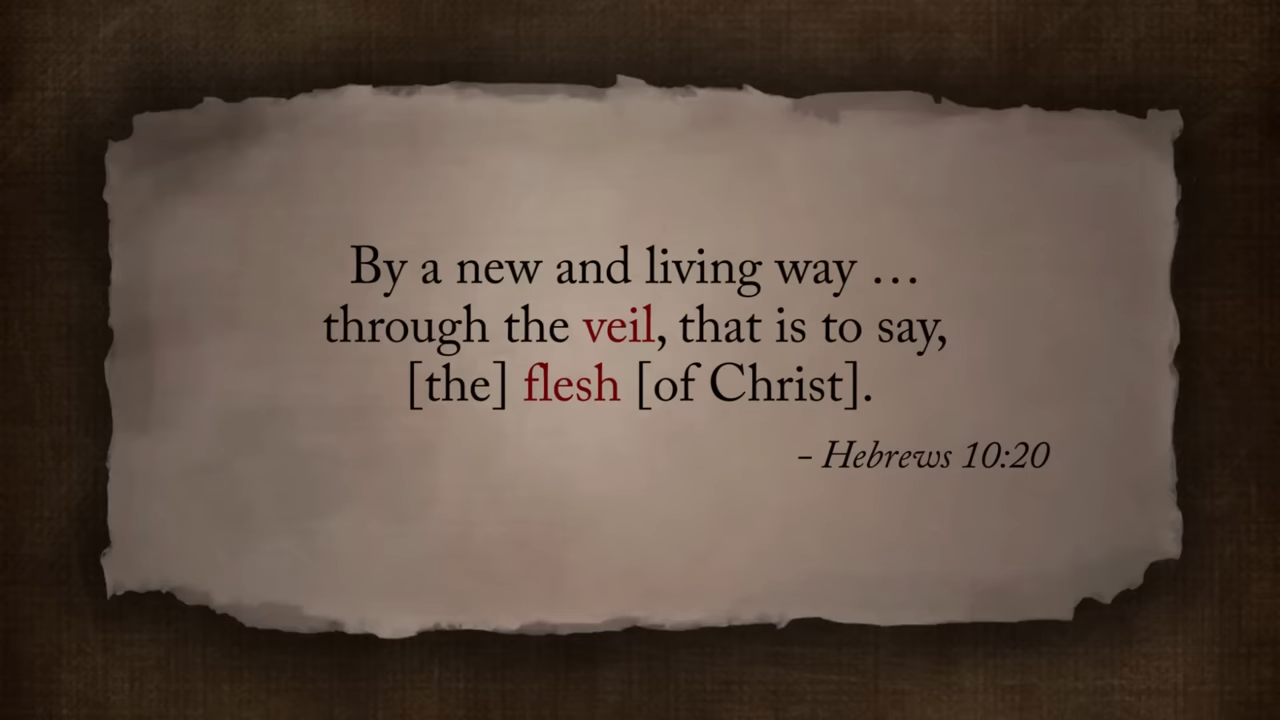 By a new and living way …
through the veil, that is to say,
[the] flesh [of Christ].
– Hebrews 10:20